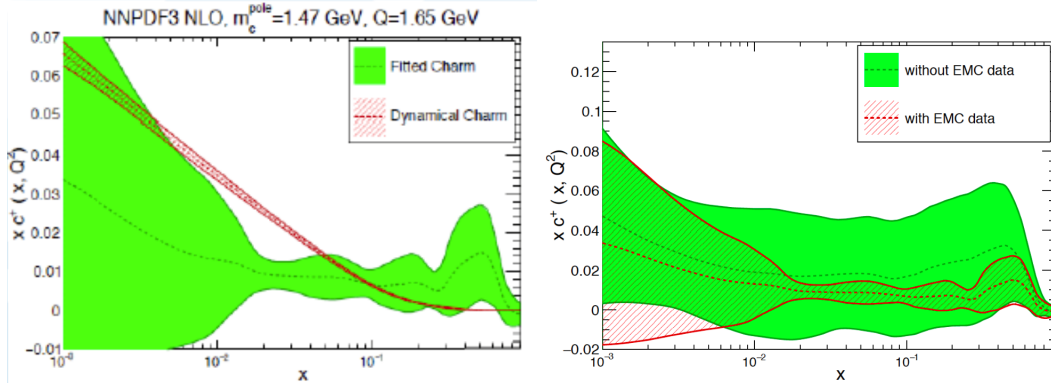 NNPDF3 NLO, m_c^pole=1.47 GeV, Q=1.65 GeV
x c⁺ ( x, Q²)
0.07
0.06
0.05
0.04
0.03
0.02
0.01
0
-0.01
Fitted Charm
Dynamical Charm
10⁻³
10⁻²
10⁻¹
x
x c⁺ ( x, Q²)
0.12
0.1
0.08
0.06
0.04
0.02
0
-0.02
without EMC data
with EMC data
10⁻³
10⁻²
10⁻¹
x